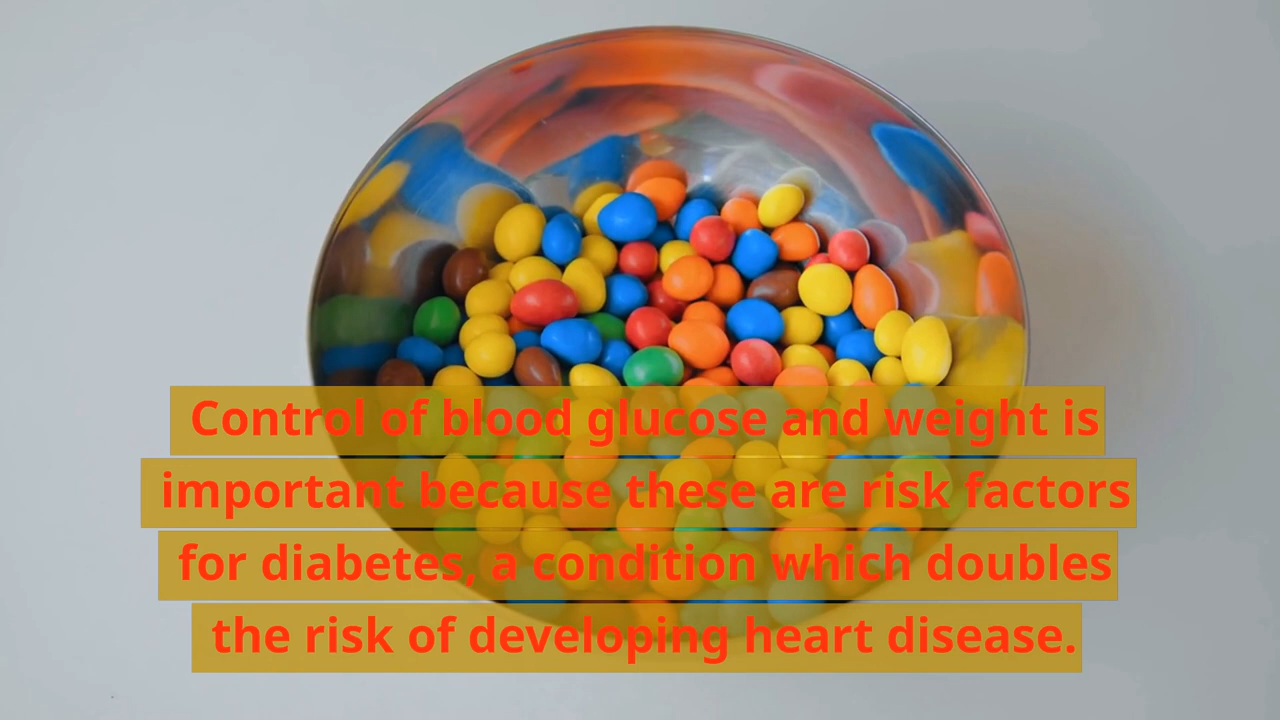 Control of blood glucose and weight is
important because these are risk factors
for diabetes, a condition which doubles
the risk of developing heart disease.